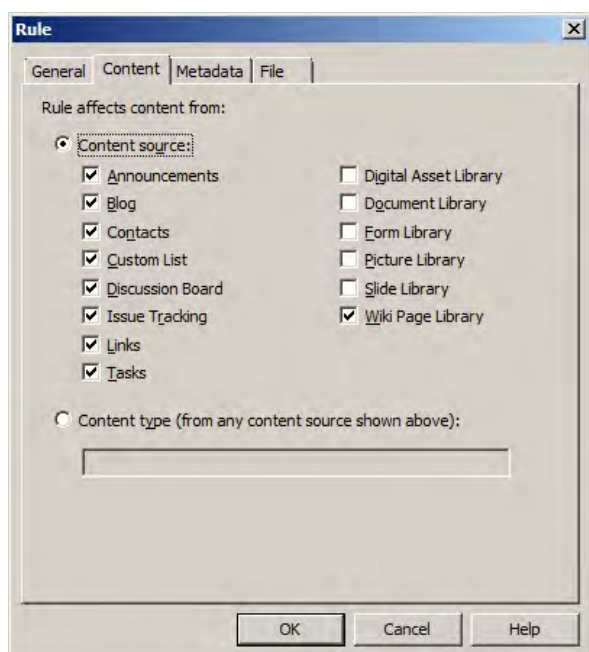 Rule
General Content Metadata File
Rule affects content from:
Content source:
Announcements
Blog
Contacts
Custom List
Discussion Board
Issue Tracking
Links
Tasks
Digital Asset Library
Document Library
Form Library
Picture Library
Slide Library
Wiki Page Library
Content type (from any content source shown above):
OK Cancel Help